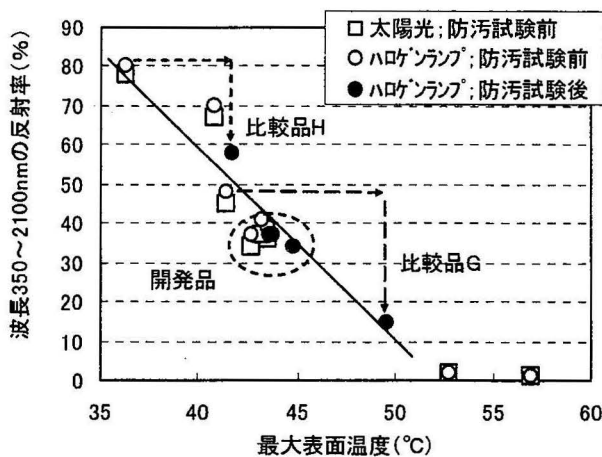 □ 太陽光；防汚試験前
○ ﾊﾛｹﾞﾝﾗﾝﾌﾟ；防汚試験前
● ﾊﾛｹﾞﾝﾗﾝﾌﾟ；防汚試験後
波長350～2100nmの反射率(%)
90
80
70
60
50
40
30
20
10
0
比較品H
比較品G
開発品
35
40
45
50
55
60
最大表面温度(℃)